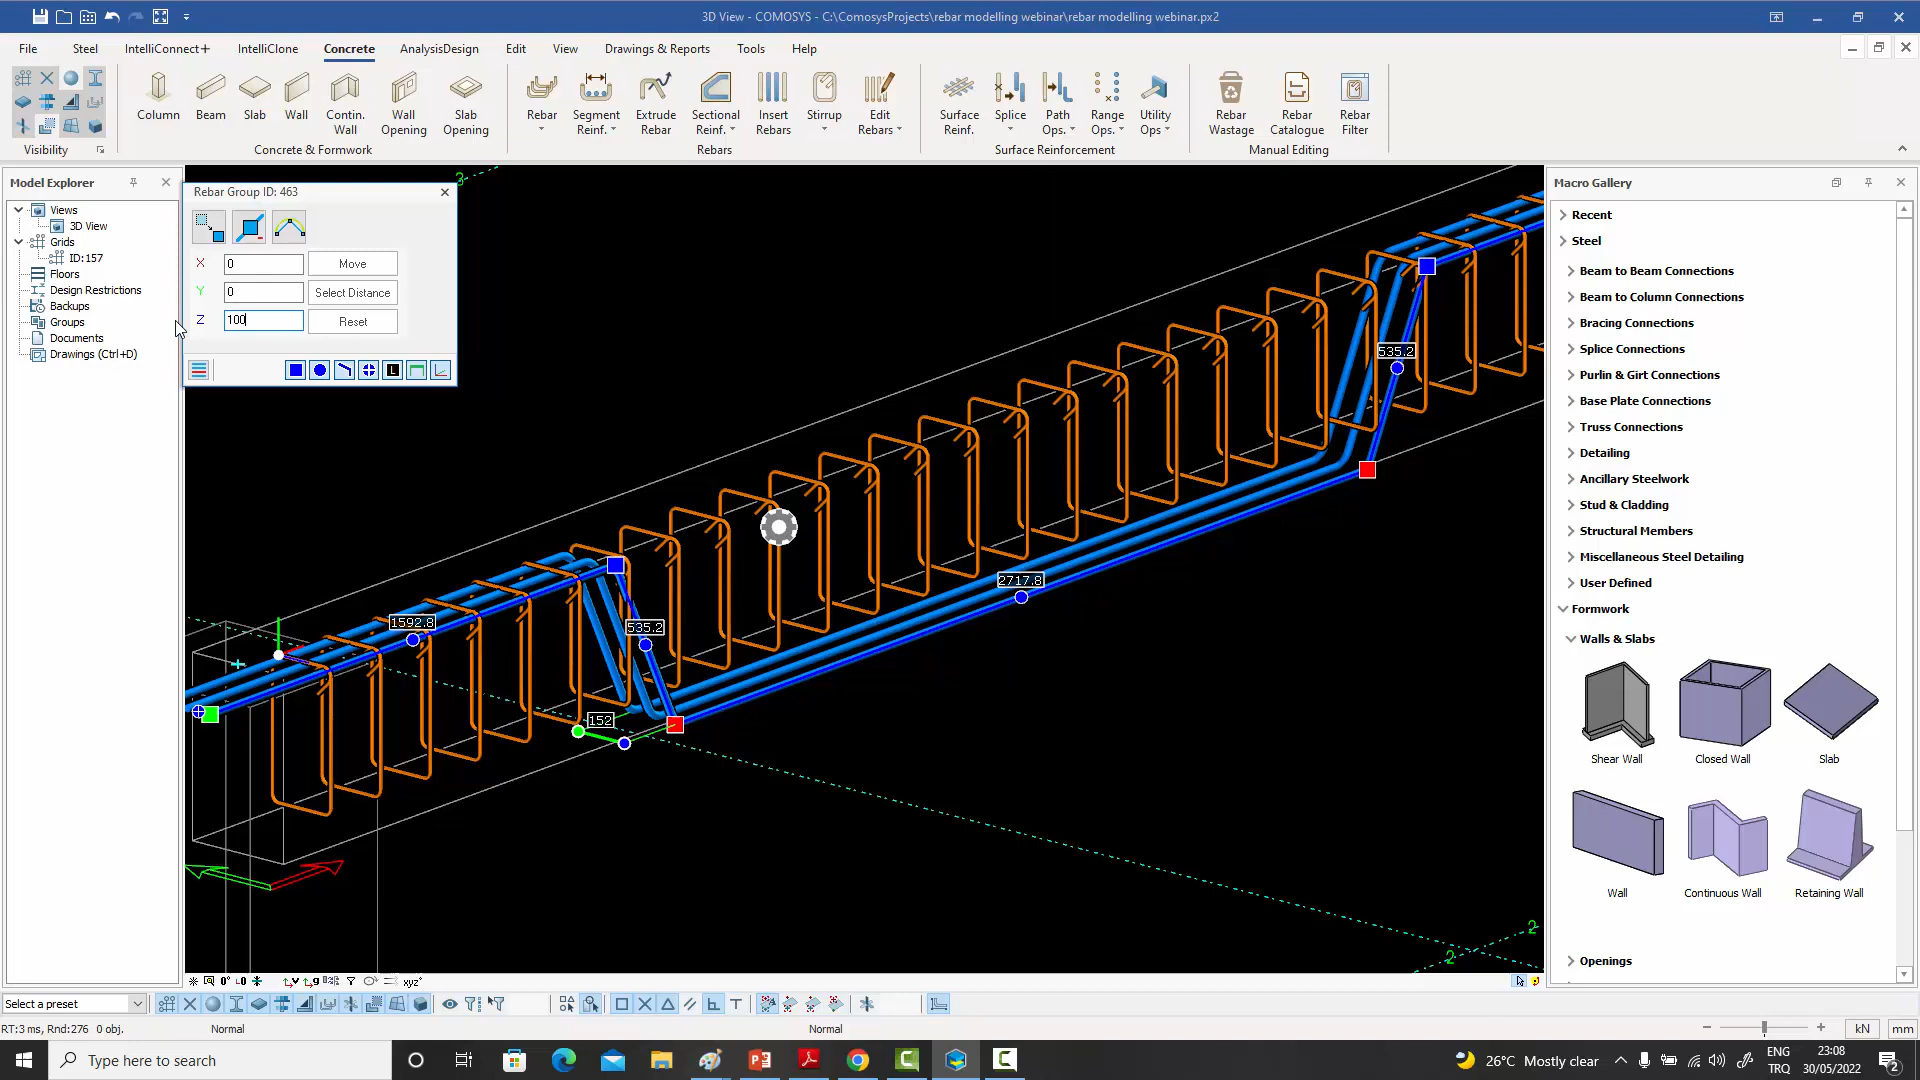 3D View - COMOSYS - C:\ComosysProjects\rebar modelling webinar\rebar modelling webinar.px2
File Steel IntelliConnect+ IntelliClone Concrete AnalysisDesign Edit View Drawings & Reports Tools Help
Column Beam Slab Wall Contin. Wall Wall Opening Slab Opening Rebar Segment Reinf. Extrude Rebar Sectional Reinf. Insert Rebars Stirrup Edit Rebars Surface Reinf. Splice Path Ops. Range Ops. Utility Ops Rebar Wastage Rebar Catalogue Rebar Filter
Visibility Concrete & Formwork Rebars Surface Reinforcement Manual Editing
Model Explorer
Views
3D View
Grids
ID:157
Floors
Design Restrictions
Backups
Groups
Documents
Drawings (Ctrl+D)
Rebar Group ID: 463
X 0 Move
Y 0 Select Distance
Z 100 Reset
L
3
535.2
2717.8
1592.8
535.2
152
2
2
Macro Gallery
Recent
Steel
Beam to Beam Connections
Beam to Column Connections
Bracing Connections
Splice Connections
Purlin & Girt Connections
Base Plate Connections
Truss Connections
Detailing
Ancillary Steelwork
Stud & Cladding
Structural Members
Miscellaneous Steel Detailing
User Defined
Formwork
Walls & Slabs
Shear Wall Closed Wall Slab
Wall Continuous Wall Retaining Wall
Openings
xyz
Select a preset
RT:3 ms, Rnd:276 0 obj. Normal Normal kN mm
Type here to search
26°C Mostly clear
ENG
TRQ
23:08
30/05/2022
2